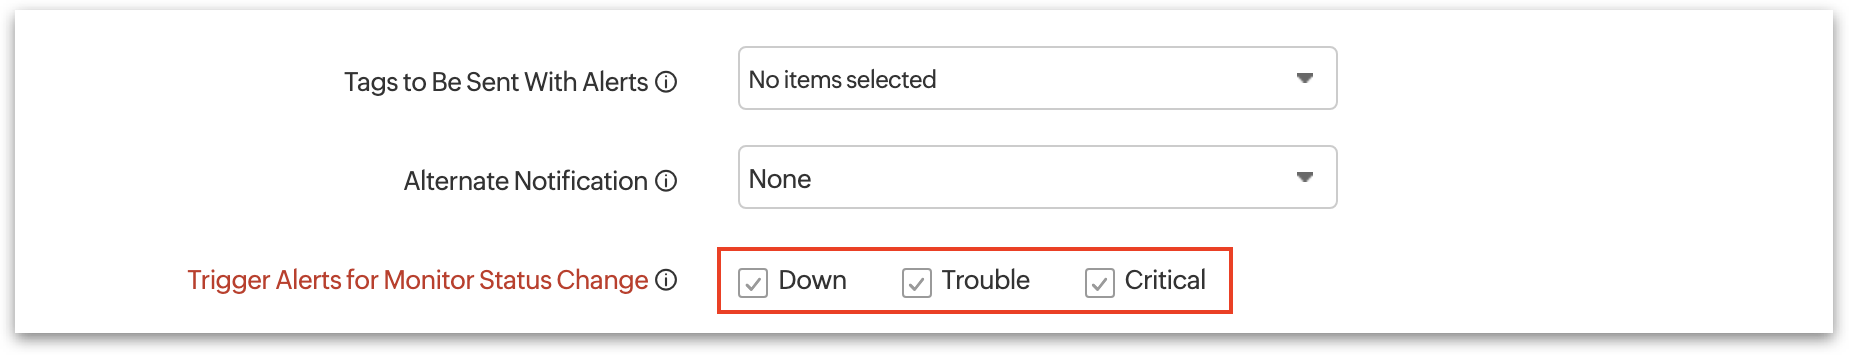 Tags to Be Sent With Alerts
No items selected
Alternate Notification
None
Trigger Alerts for Monitor Status Change
Down Trouble Critical